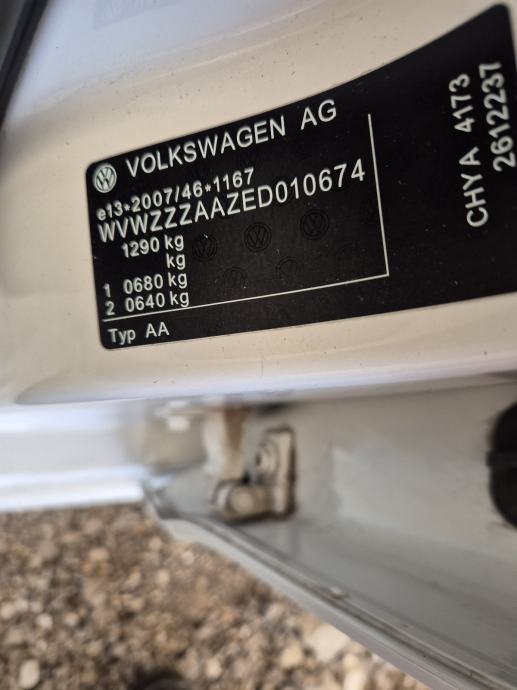 VOLKSWAGEN AG
e13*2007/46*1167
WVWZZZAAZED010674
1290 kg
kg
1 0680 kg
2 0640 kg
Typ AA
CHYA 4173
2612237